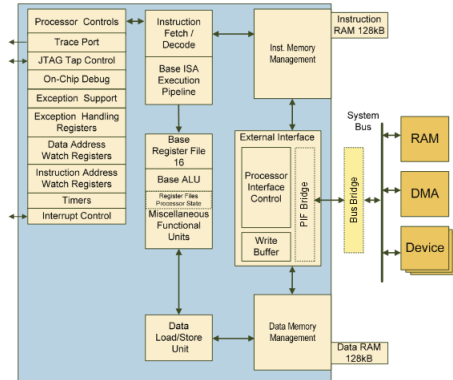 Processor Controls
Trace Port
JTAG Tap Control
On-Chip Debug
Exception Support
Exception Handling
Registers
Data Address
Watch Registers
Instruction Address
Watch Registers
Timers
Interrupt Control
Instruction
Fetch /
Decode
Base ISA
Execution
Pipeline
Base
Register File
16
Base ALU
Register Files
Processor State
Miscellaneous
Functional
Units
Data
Load/Store
Unit
Inst. Memory
Management
External Interface
Processor
Interface
Control
Write
Buffer
PIF Bridge
Data Memory
Management
Instruction
RAM 128kB
System
Bus
Bus Bridge
RAM
DMA
Device
Data RAM
128kB